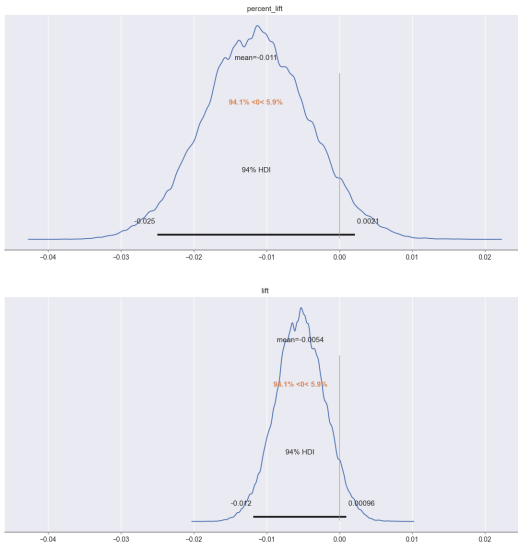 percent_lift
mean=-0.011
94.1% <0< 5.9%
94% HDI
-0.025
0.0021
-0.04
-0.03
-0.02
-0.01
0.00
0.01
0.02
lift
mean=-0.0054
94.1% <0< 5.9%
94% HDI
-0.012
0.00096
-0.04
-0.03
-0.02
-0.01
0.00
0.01
0.02